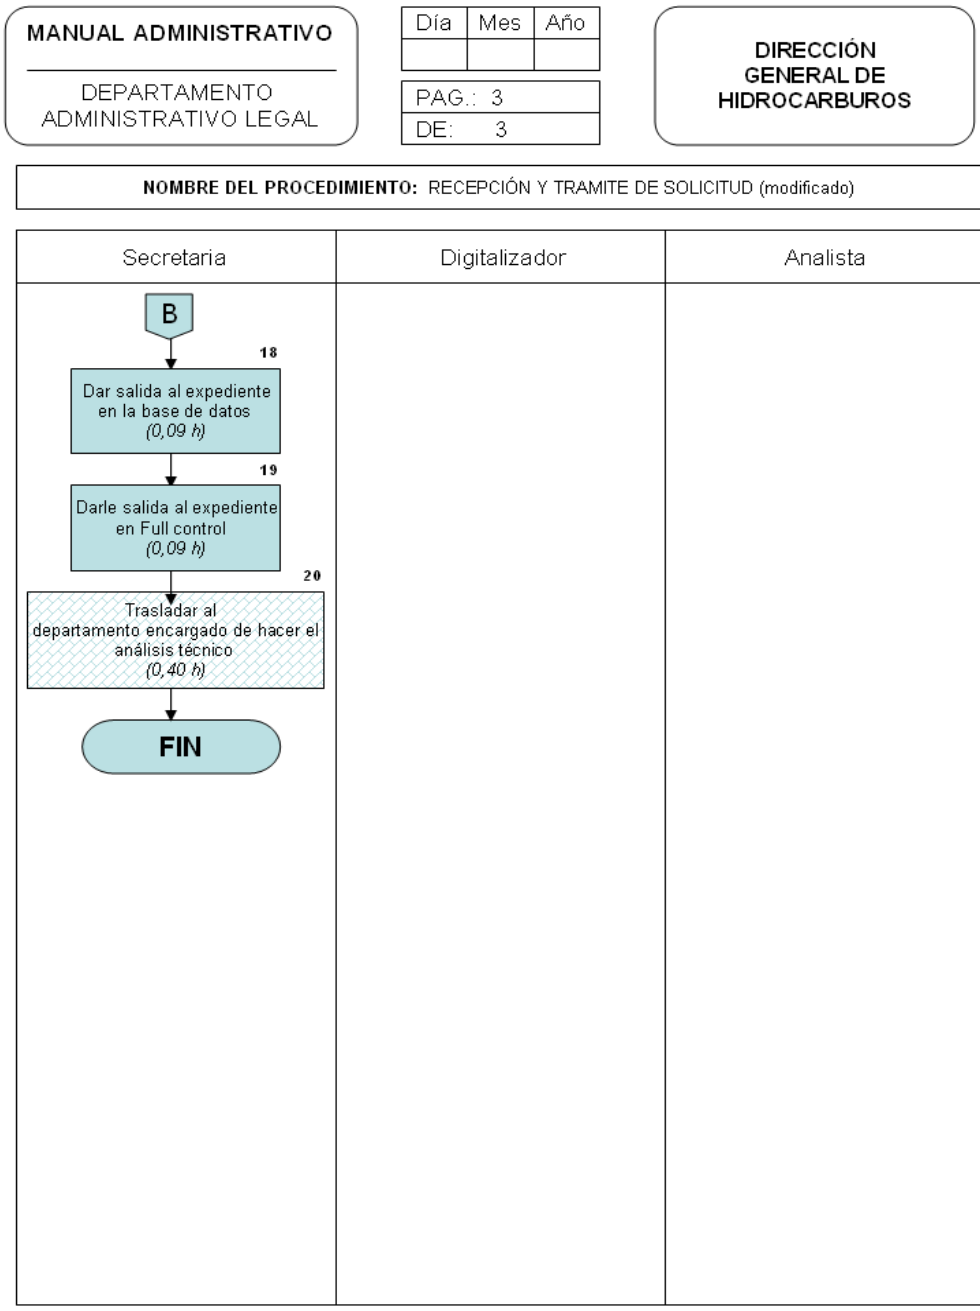 MANUAL ADMINISTRATIVO
DEPARTAMENTO
ADMINISTRATIVO LEGAL
Día Mes Año
PAG.: 3
DE: 3
DIRECCIÓN
GENERAL DE
HIDROCARBUROS
NOMBRE DEL PROCEDIMIENTO: RECEPCIÓN Y TRAMITE DE SOLICITUD (modificado)
Secretaria Digitalizador Analista
B
18
Dar salida al expediente
en la base de datos
(0,09 h)
19
Darle salida al expediente
en Full control
(0,09 h)
20
Trasladar al
departamento encargado de hacer el
análisis técnico
(0,40 h)
FIN